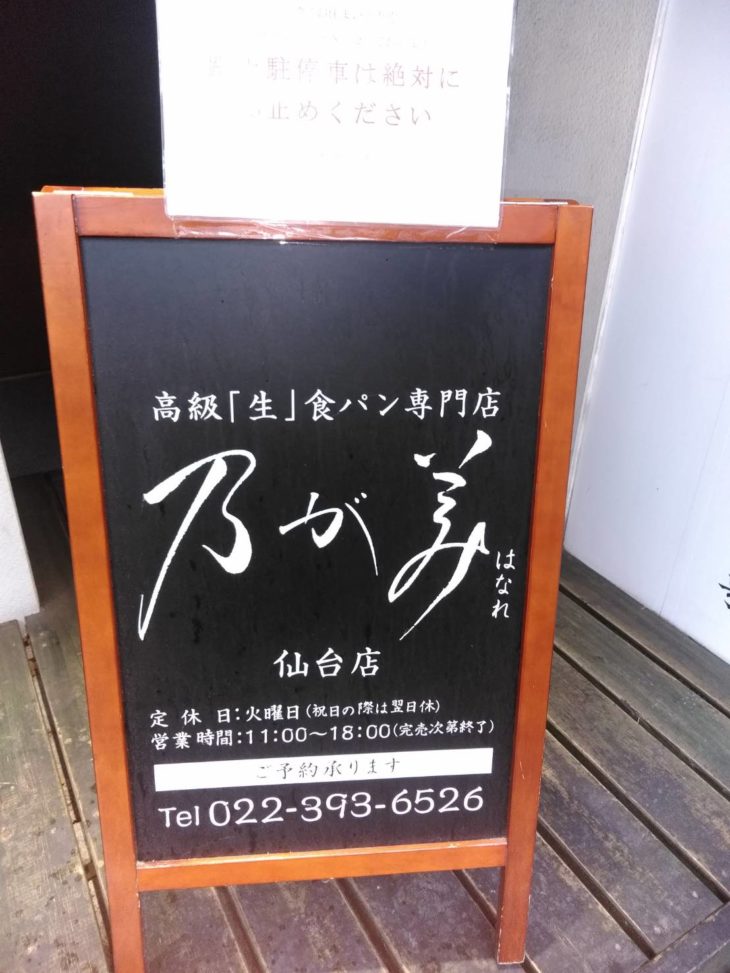 駐停車は絶対に
止めください
高級「生」食パン専門店
乃が美
はなれ
仙台店
定休日:火曜日(祝日の際は翌日休)
営業時間:11:00〜18:00(完売次第終了)
ご予約承ります
Tel 022-393-6526